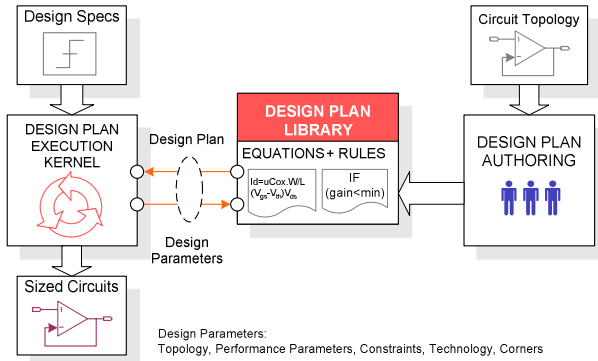 Design Specs
Circuit Topology
DESIGN PLAN
EXECUTION
KERNEL
Design Plan
Design
Parameters
DESIGN PLAN
LIBRARY
EQUATIONS + RULES
Id=uCox.W/L
(Vgs-Vth)Vds
IF
(gain<min)
DESIGN PLAN
AUTHORING
Sized Circuits
Design Parameters:
Topology, Performance Parameters, Constraints, Technology, Corners